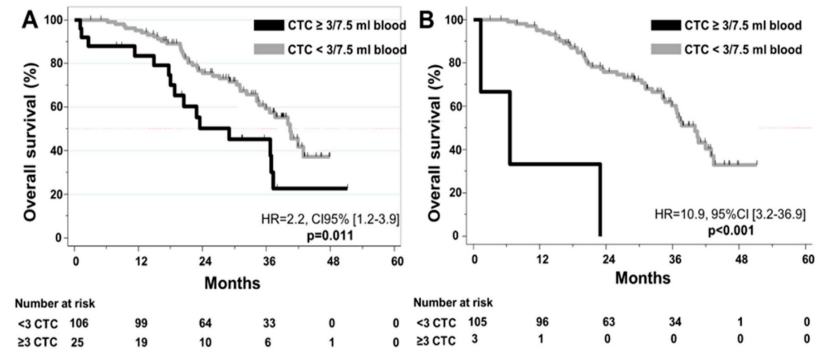 A
CTC ≥ 3/7.5 ml blood
CTC < 3/7.5 ml blood
Overall survival (%)
100
80
60
40
20
0
HR=2.2, CI95% [1.2-3.9]
p=0.011
0 12 24 36 48 60
Months
Number at risk
<3 CTC 106 99 64 33 0 0
≥3 CTC 25 19 10 6 1 0
B
CTC ≥ 3/7.5 ml blood
CTC < 3/7.5 ml blood
Overall survival (%)
100
80
60
40
20
0
HR=10.9, 95%CI [3.2-36.9]
p<0.001
0 12 24 36 48 60
Months
Number at risk
<3 CTC 105 96 63 34 1 0
≥3 CTC 3 1 0 0 0 0